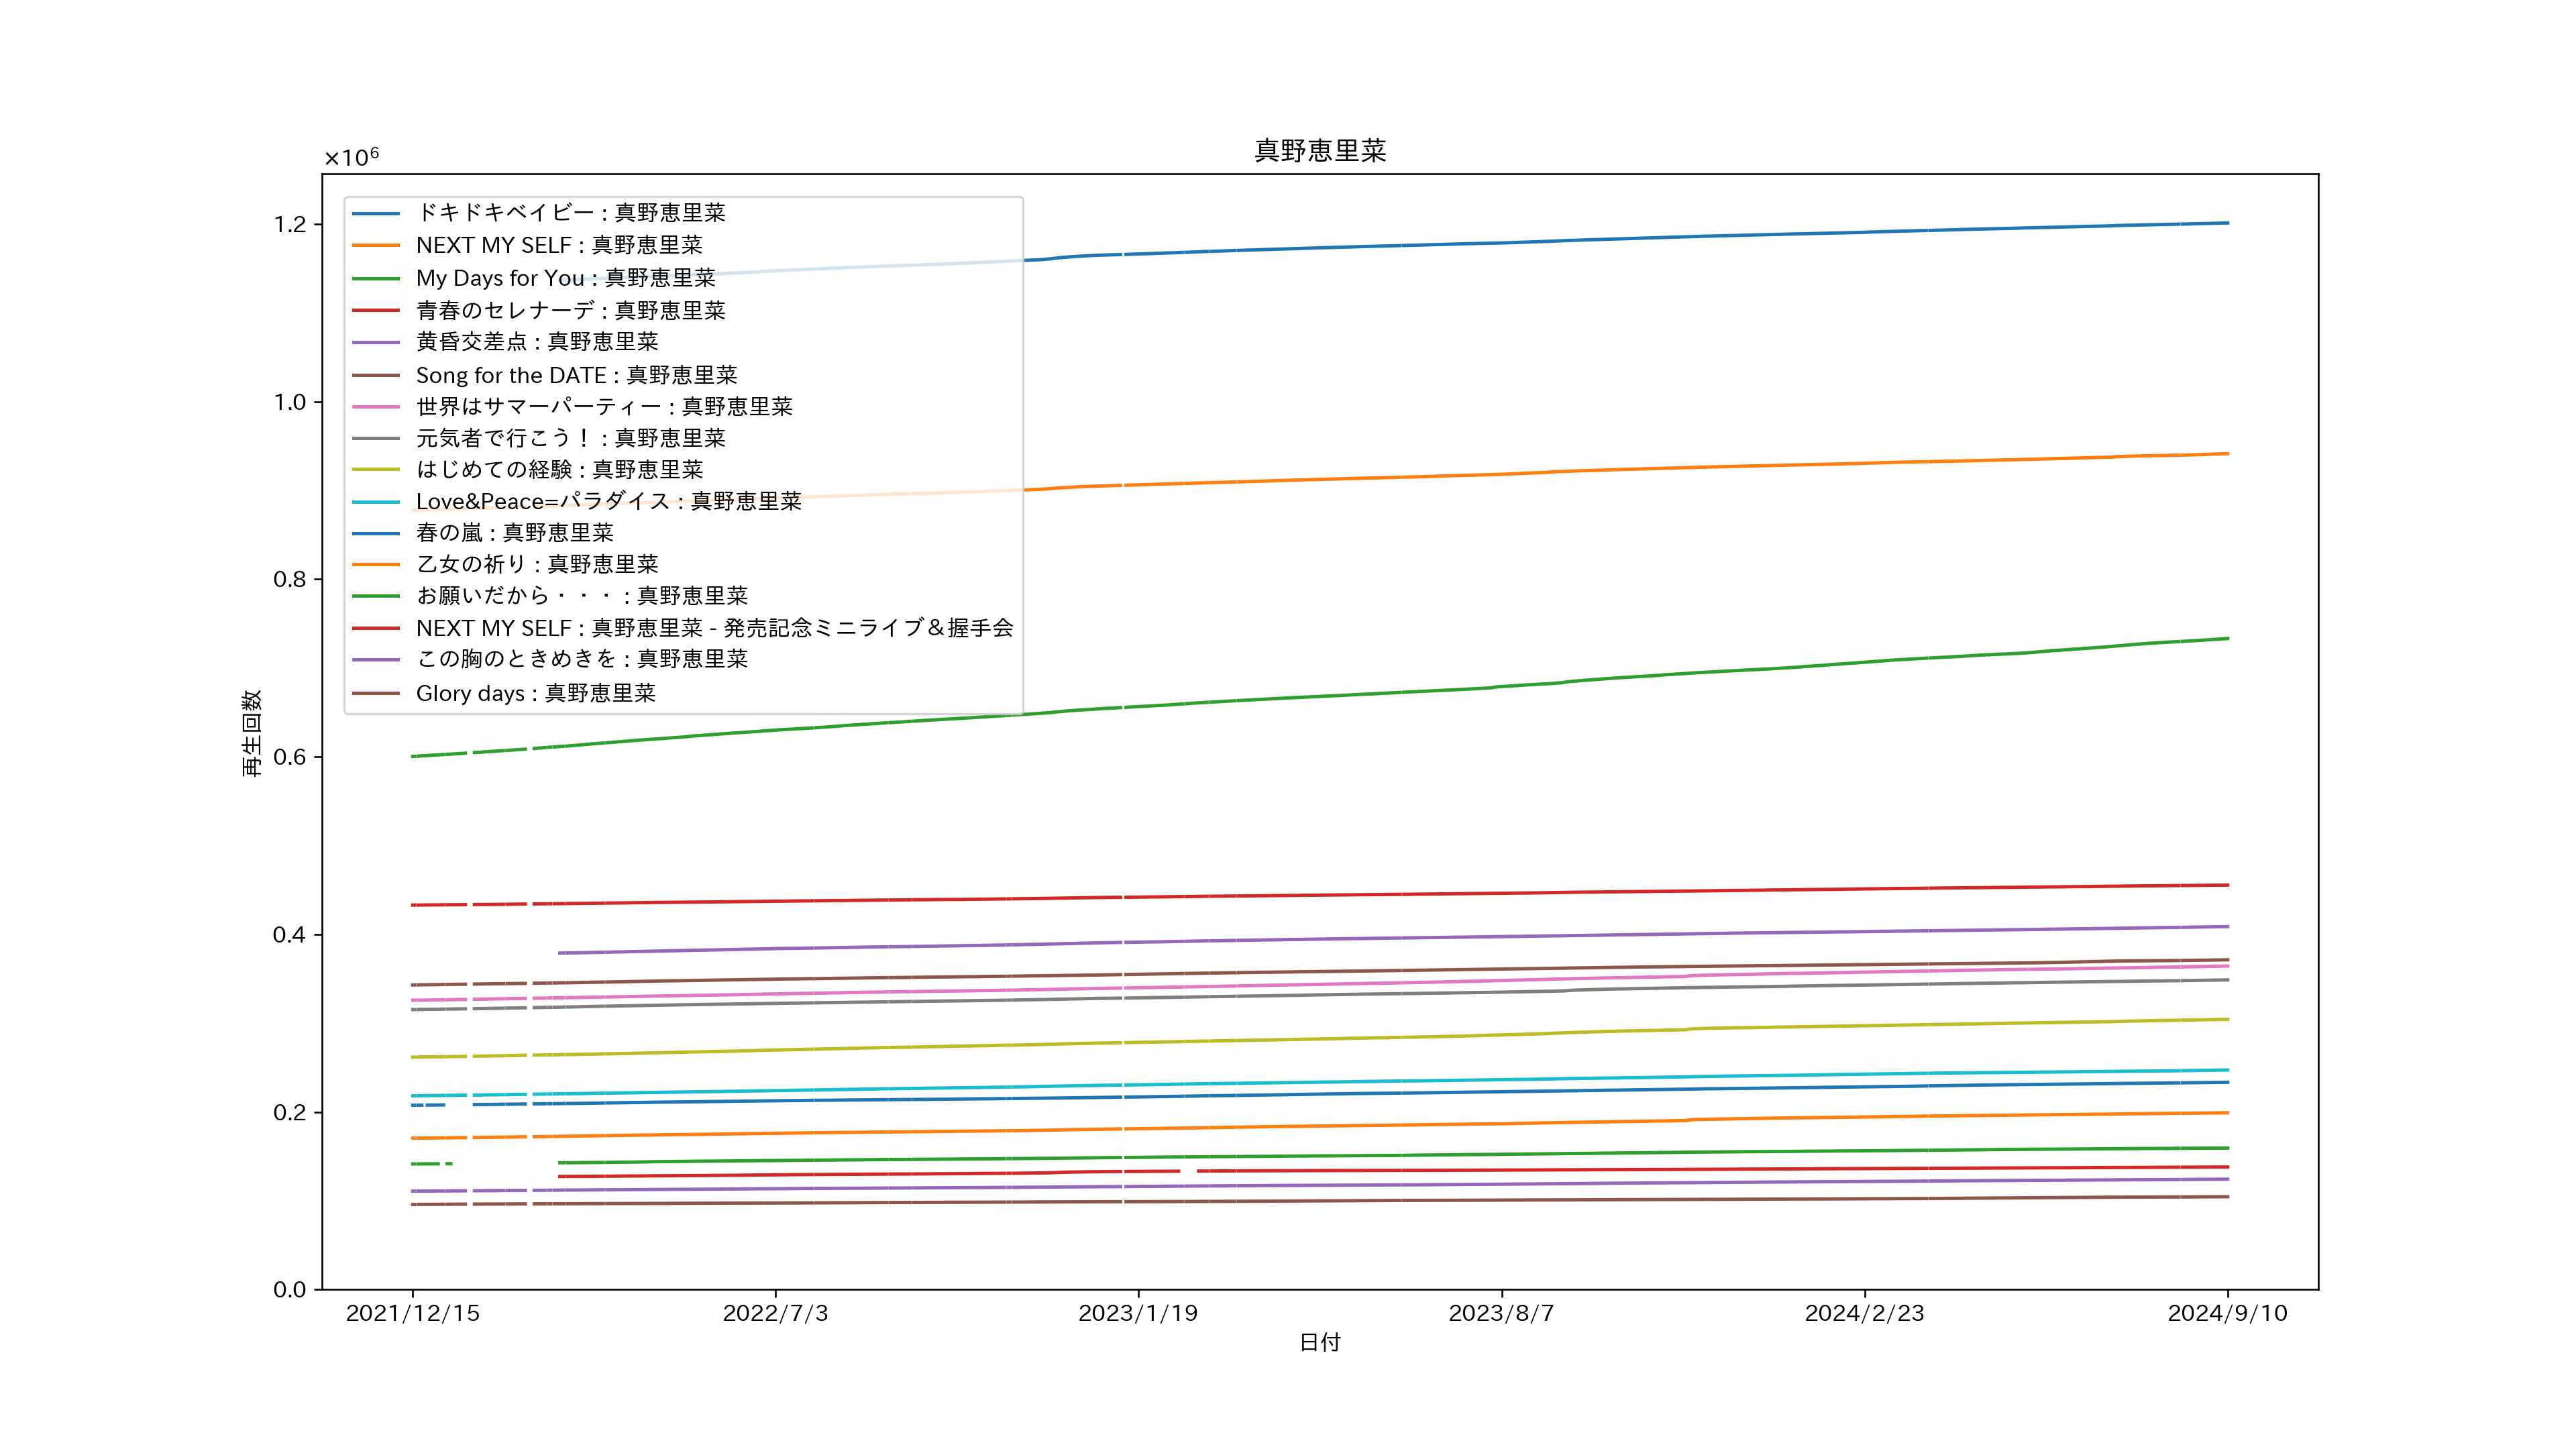 真野恵里菜
×10⁶
1.2
1.0
0.8
0.6
0.4
0.2
0.0
再生回数
ドキドキベイビー : 真野恵里菜
NEXT MY SELF : 真野恵里菜
My Days for You : 真野恵里菜
青春のセレナーデ : 真野恵里菜
黄昏交差点 : 真野恵里菜
Song for the DATE : 真野恵里菜
世界はサマーパーティー : 真野恵里菜
元気者で行こう！ : 真野恵里菜
はじめての経験 : 真野恵里菜
Love&Peace=パラダイス : 真野恵里菜
春の嵐 : 真野恵里菜
乙女の祈り : 真野恵里菜
お願いだから・・・ : 真野恵里菜
NEXT MY SELF : 真野恵里菜 - 発売記念ミニライブ＆握手会
この胸のときめきを : 真野恵里菜
Glory days : 真野恵里菜
2021/12/15
2022/7/3
2023/1/19
2023/8/7
2024/2/23
2024/9/10
日付